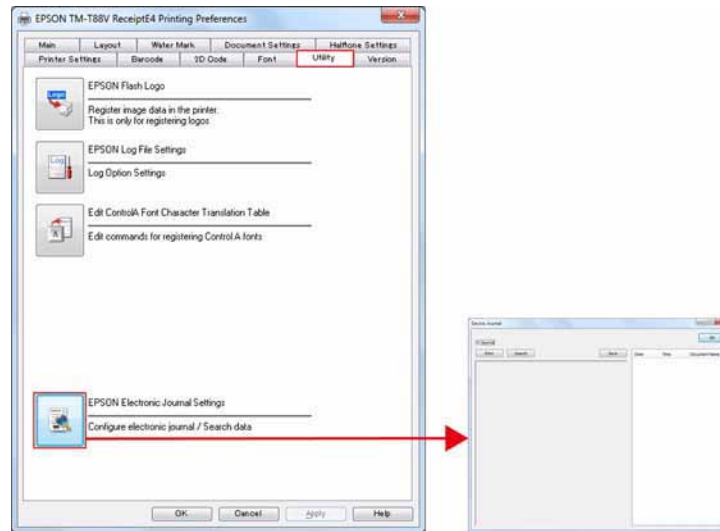 EPSON TM-T88V ReceiptE4 Printing Preferences
Main Layout Water Mark Document Settings Halftone Settings
Printer Settings Barcode 2D Code Font Utility Version
EPSON Flash Logo
Register image data in the printer.
This is only for registering logos
EPSON Log File Settings
Log Option Settings
Edit ControlA Font Character Translation Table
Edit commands for registering Control A fonts
EPSON Electronic Journal Settings
Configure electronic journal / Search data
OK Cancel Apply Help